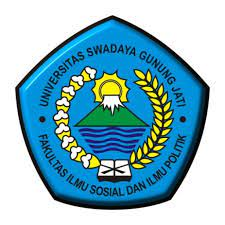 • UNIVERSITAS SWADAYA GUNUNG JATI •
FAKULTAS ILMU SOSIAL DAN ILMU POLITIK